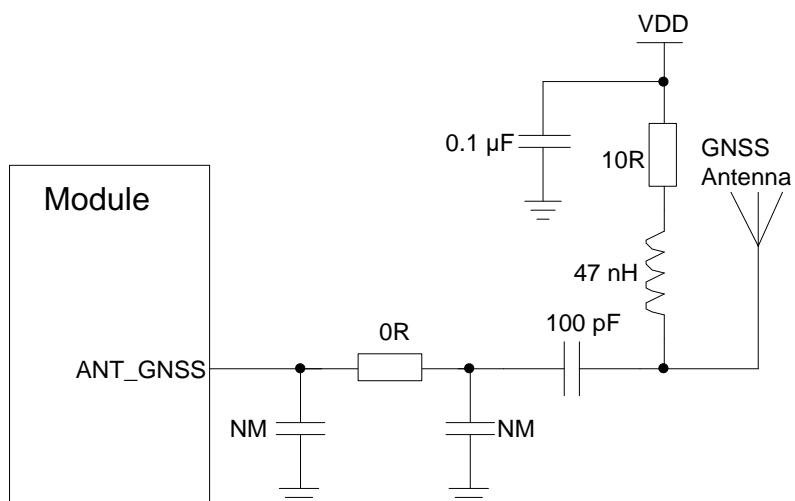 VDD
0.1 µF
10R
GNSS
Antenna
Module
47 nH
100 pF
0R
ANT_GNSS
NM
NM